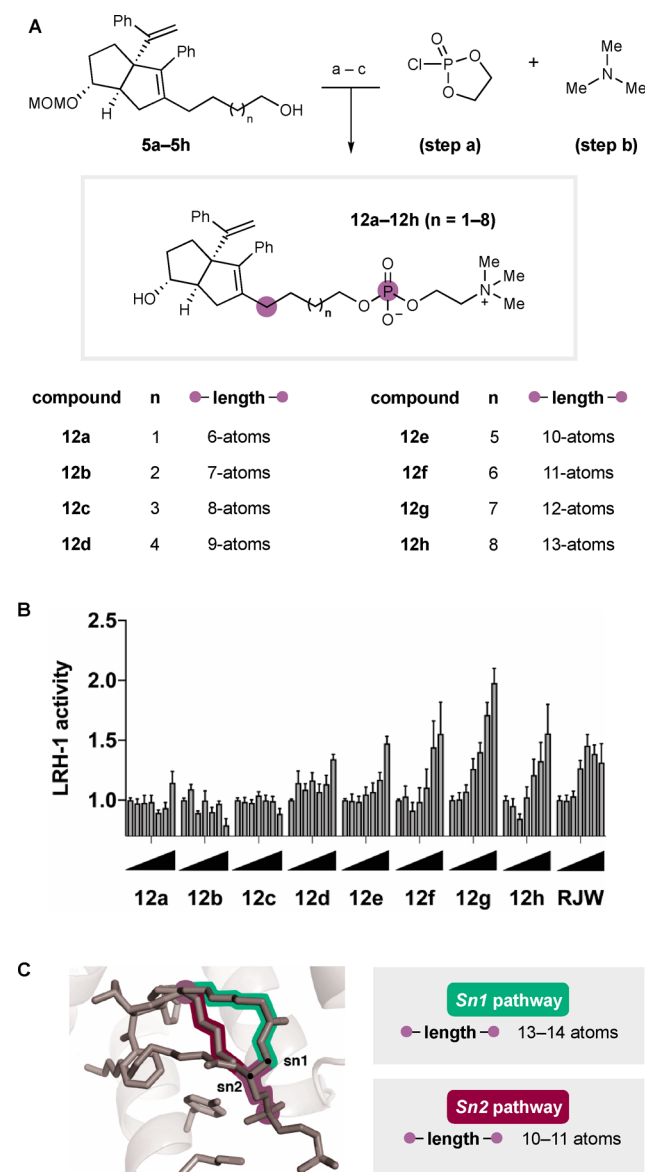 A
Ph
Ph
MOMO
H
n
OH
5a–5h
a – c
O
Cl
P
O
O
(step a)
+
Me
N
Me
Me
(step b)
12a–12h (n = 1–8)
Ph
Ph
HO
H
n
O
O
P
O
O−
Me
Me
N
+
Me
compound n length
12a 1 6-atoms
12b 2 7-atoms
12c 3 8-atoms
12d 4 9-atoms
compound n length
12e 5 10-atoms
12f 6 11-atoms
12g 7 12-atoms
12h 8 13-atoms
B
LRH-1 activity
2.5
2.0
1.5
1.0
12a 12b 12c 12d 12e 12f 12g 12h RJW
C
sn1
sn2
Sn1 pathway
length 13–14 atoms
Sn2 pathway
length 10–11 atoms